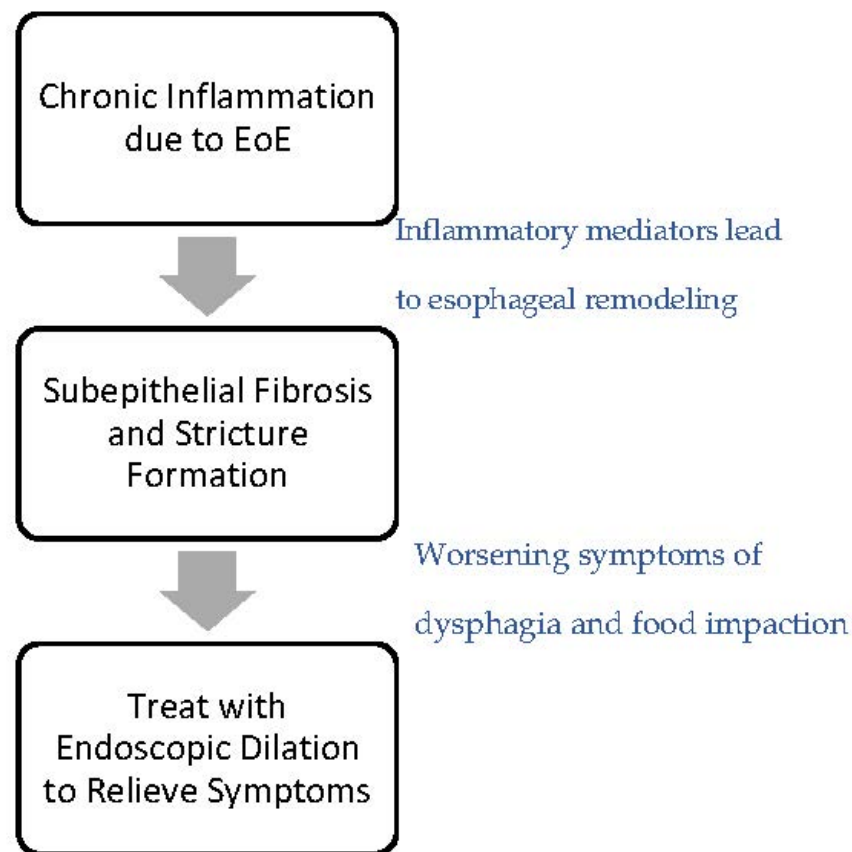 Chronic Inflammation
due to EoE
Inflammatory mediators lead
to esophageal remodeling
Subepithelial Fibrosis
and Stricture
Formation
Worsening symptoms of
dysphagia and food impaction
Treat with
Endoscopic Dilation
to Relieve Symptoms